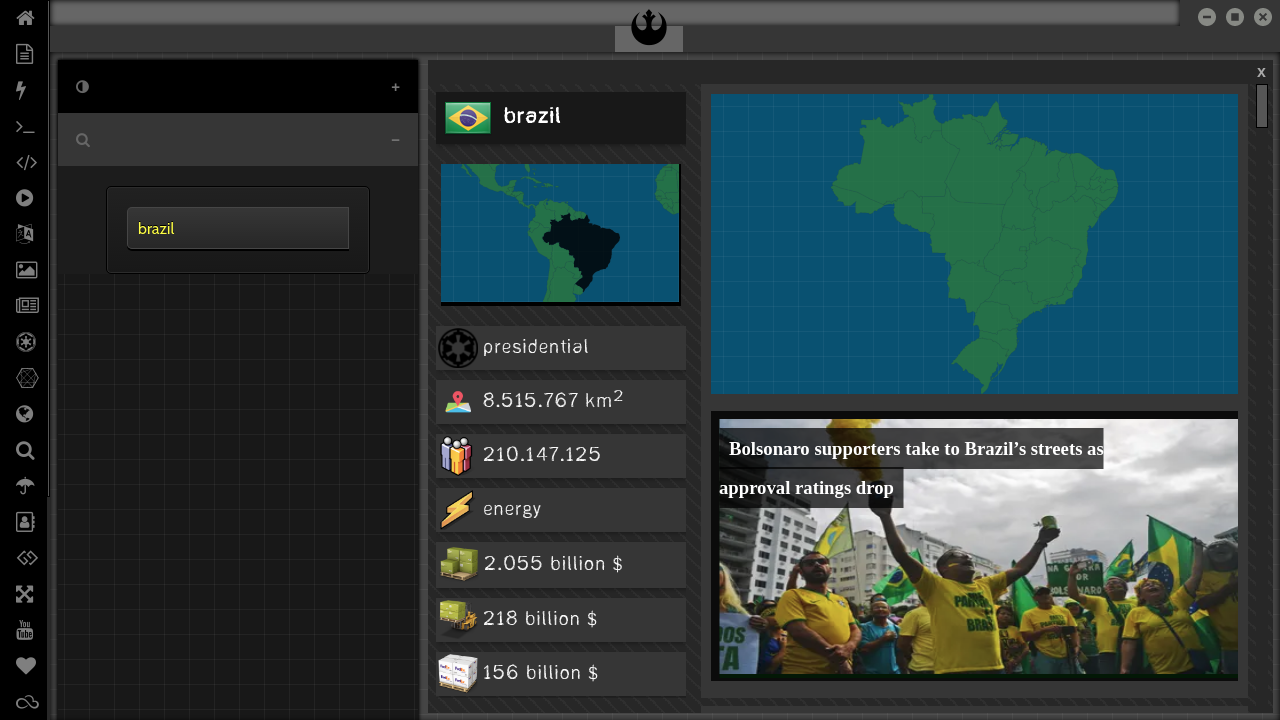 x
brazil
brazil
presidential
8.515.767 km²
210.147.125
energy
2.055 billion $
218 billion $
156 billion $
Bolsonaro supporters take to Brazil’s streets as
approval ratings drop